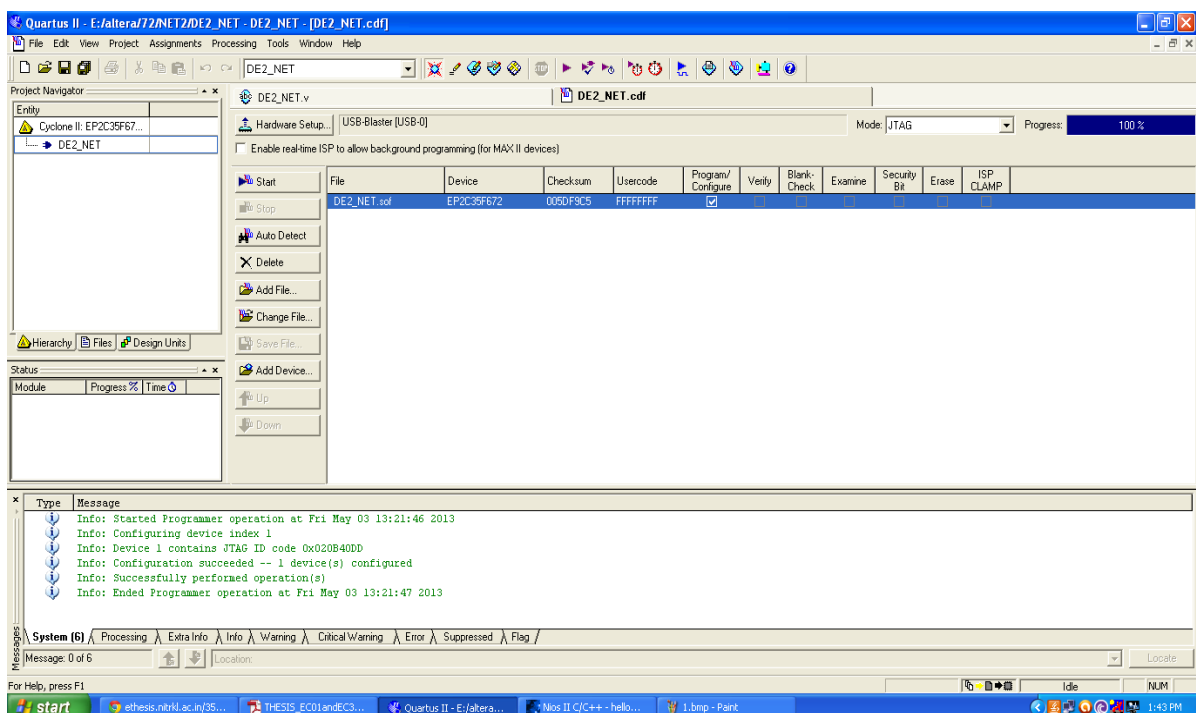 Quartus II - E:/altera/72/NET2/DE2_NET - DE2_NET - [DE2_NET.cdf]
File Edit View Project Assignments Processing Tools Window Help
DE2_NET
Project Navigator
Entity
Cyclone II: EP2C35F67...
DE2_NET
Hierarchy Files Design Units
Status
Module Progress % Time
DE2_NET.v DE2_NET.cdf
Hardware Setup... USB-Blaster [USB-0] Mode: JTAG Progress: 100 %
Enable real-time ISP to allow background programming (for MAX II devices)
Start
Stop
Auto Detect
Delete
Add File...
Change File...
Save File...
Add Device...
Up
Down
File Device Checksum Usercode Program/Configure Verify Blank-Check Examine Security Bit Erase ISP CLAMP
DE2_NET.sof EP2C35F672 005DF9C5 FFFFFFFF
Type Message
Info: Started Programmer operation at Fri May 03 13:21:46 2013
Info: Configuring device index 1
Info: Device 1 contains JTAG ID code 0x020B40DD
Info: Configuration succeeded -- 1 device(s) configured
Info: Successfully performed operation(s)
Info: Ended Programmer operation at Fri May 03 13:21:47 2013
Messages
System (6) Processing Extra Info Info Warning Critical Warning Error Suppressed Flag
Message: 0 of 6 Location: Locate
For Help, press F1 Idle NUM
start ethesis.nitrkl.ac.in/35... THESIS_EC01andEC3... Quartus II - E:/altera... Nios II C/C++ - hello... 1.bmp - Paint 1:43 PM